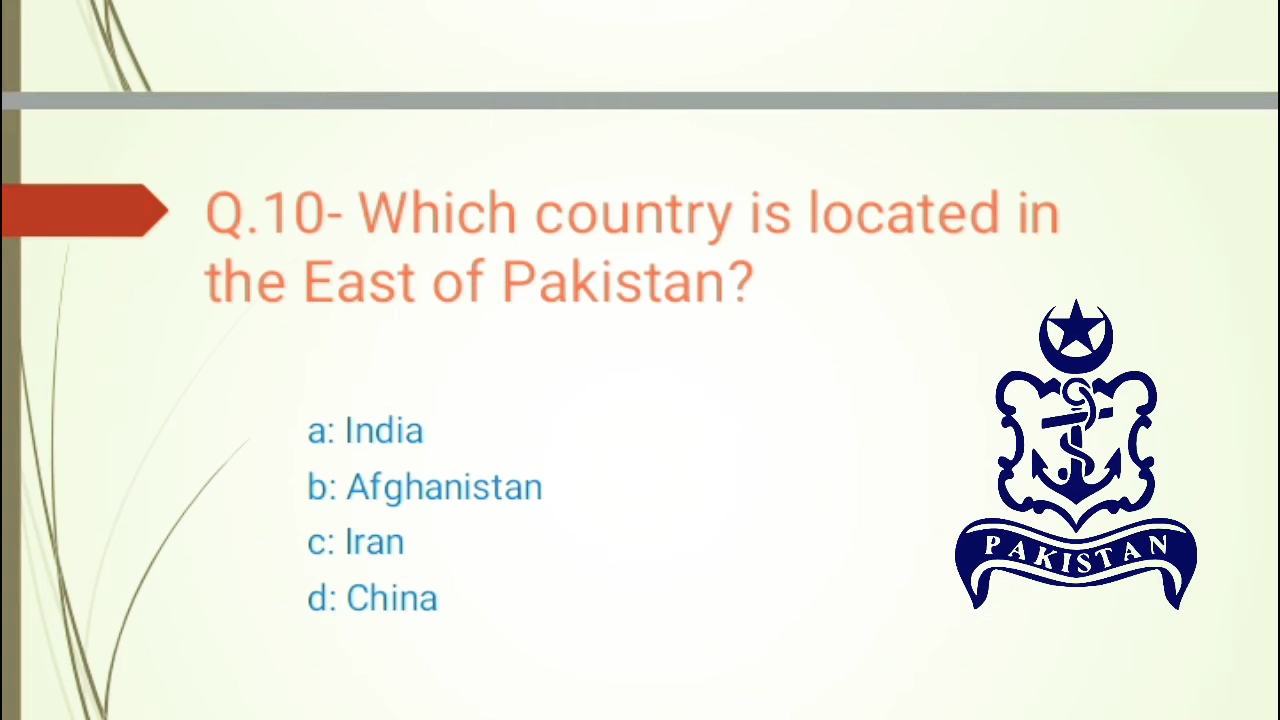 Q.10- Which country is located in
the East of Pakistan?
a: India
b: Afghanistan
c: Iran
d: China
PAKISTAN